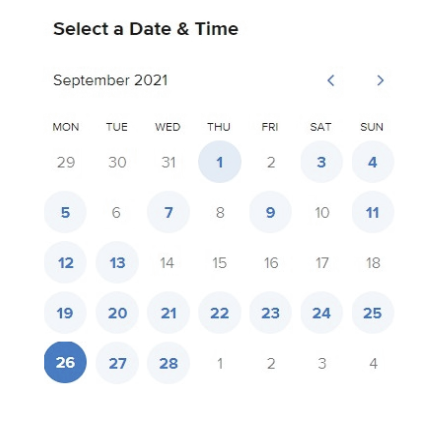 Select a Date & Time
September 2021
MON TUE WED THU FRI SAT SUN
29 30 31 1 2 3 4
5 6 7 8 9 10 11
12 13 14 15 16 17 18
19 20 21 22 23 24 25
26 27 28 1 2 3 4